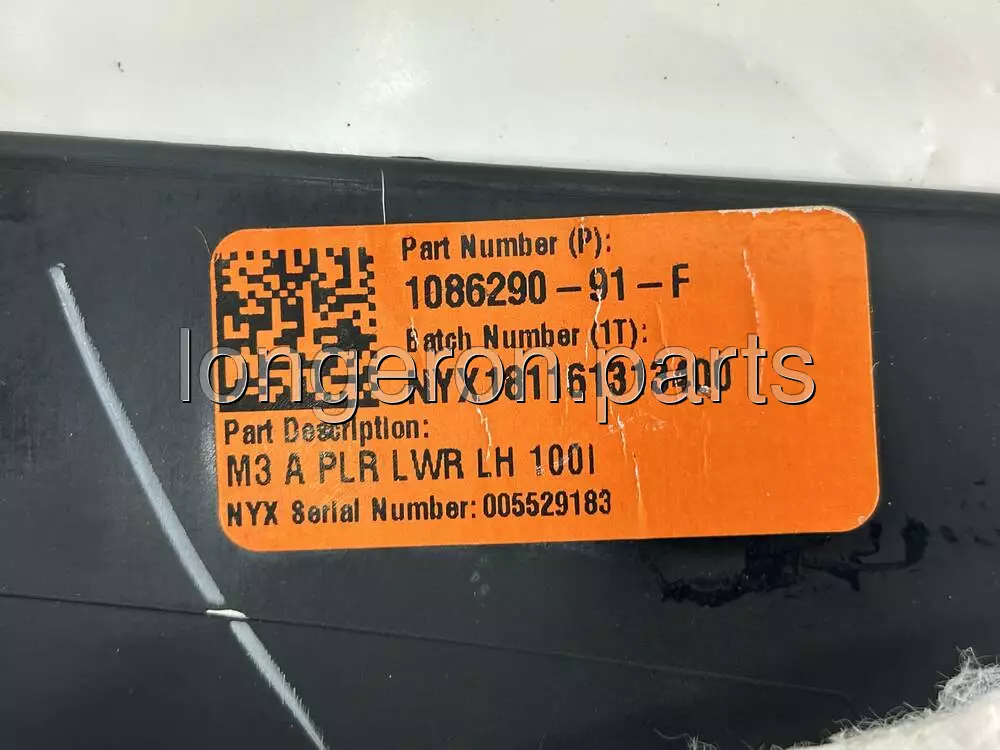 Part Number (P):
1086290-91-F
Batch Number (1T):
NYX181161313400
longeron.parts
Part Description:
M3 A PLR LWR LH 100I
NYX Serial Number: 005529183